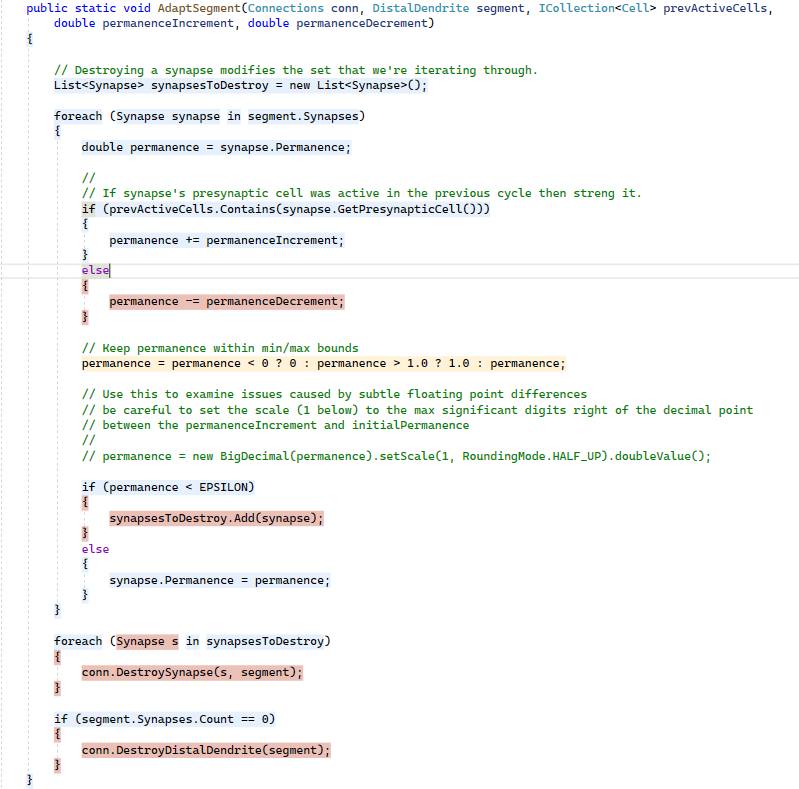 public static void AdaptSegment(Connections conn, DistalDendrite segment, ICollection<Cell> prevActiveCells,
    double permanenceIncrement, double permanenceDecrement)
{

    // Destroying a synapse modifies the set that we're iterating through.
    List<Synapse> synapsesToDestroy = new List<Synapse>();

    foreach (Synapse synapse in segment.Synapses)
    {
        double permanence = synapse.Permanence;

        //
        // If synapse's presynaptic cell was active in the previous cycle then streng it.
        if (prevActiveCells.Contains(synapse.GetPresynapticCell()))
        {
            permanence += permanenceIncrement;
        }
        else
        {
            permanence -= permanenceDecrement;
        }

        // Keep permanence within min/max bounds
        permanence = permanence < 0 ? 0 : permanence > 1.0 ? 1.0 : permanence;

        // Use this to examine issues caused by subtle floating point differences
        // be careful to set the scale (1 below) to the max significant digits right of the decimal point
        // between the permanenceIncrement and initialPermanence
        //
        // permanence = new BigDecimal(permanence).setScale(1, RoundingMode.HALF_UP).doubleValue();

        if (permanence < EPSILON)
        {
            synapsesToDestroy.Add(synapse);
        }
        else
        {
            synapse.Permanence = permanence;
        }
    }

    foreach (Synapse s in synapsesToDestroy)
    {
        conn.DestroySynapse(s, segment);
    }

    if (segment.Synapses.Count == 0)
    {
        conn.DestroyDistalDendrite(segment);
    }
}